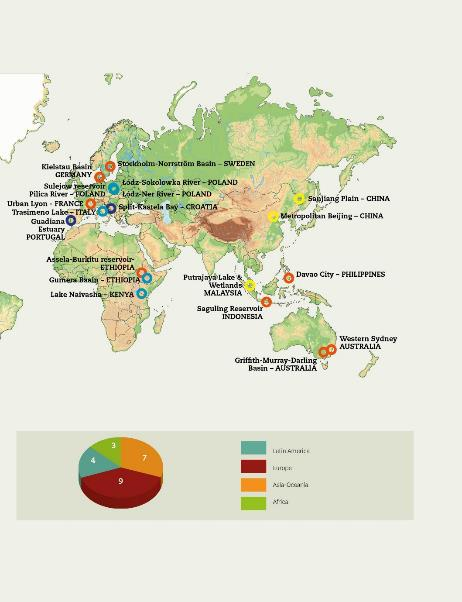 Stockholm-Norrström Basin – SWEDEN
Kielstau Basin
GERMANY
Łódz-Sokolowka River – POLAND
Sulejow reservoir
Pilica River – POLAND
Łódz-Ner River – POLAND
Urban Lyon - FRANCE
Split-Kastela Bay – CROATIA
Trasimeno Lake – ITALY
Guadiana
Estuary
PORTUGAL
Sanjiang Plain – CHINA
Metropolitan Beijing – CHINA
Assela-Burkitu reservoir-
ETHIOPIA
Gumera Basin – ETHIOPIA
Lake Naivasha – KENYA
Putrajaya Lake &
Wetlands
MALAYSIA
Davao City – PHILIPPINES
Saguling Reservoir
INDONESIA
Western Sydney
AUSTRALIA
Griffith-Murray-Darling
Basin – AUSTRALIA
3
4
7
9
Latin America
Europe
Asia-Oceania
Africa